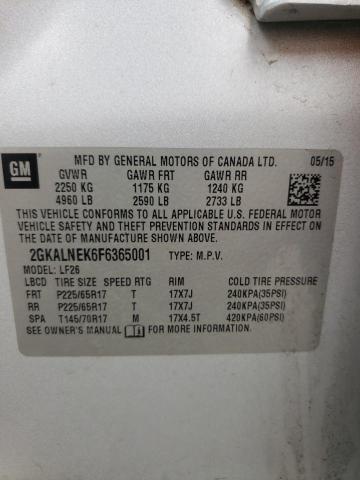 GM
MFD BY GENERAL MOTORS OF CANADA LTD. 05/15
GVWR GAWR FRT GAWR RR
2250 KG 1175 KG 1240 KG
4960 LB 2590 LB 2733 LB
THIS VEHICLE CONFORMS TO ALL APPLICABLE U.S. FEDERAL MOTOR
VEHICLE SAFETY AND THEFT PREVENTION STANDARDS IN EFFECT ON
THE DATE OF MANUFACTURE SHOWN ABOVE.
2GKALNEK6F6365001 TYPE: M.P.V.
MODEL: LF26
LBCD TIRE SIZE SPEED RTG RIM COLD TIRE PRESSURE
FRT P225/65R17 T 17X7J 240KPA(35PSI)
RR P225/65R17 T 17X7J 240KPA(35PSI)
SPA T145/70R17 M 17X4.5T 420KPA(60PSI)
SEE OWNER'S MANUAL FOR MORE INFORMATION.